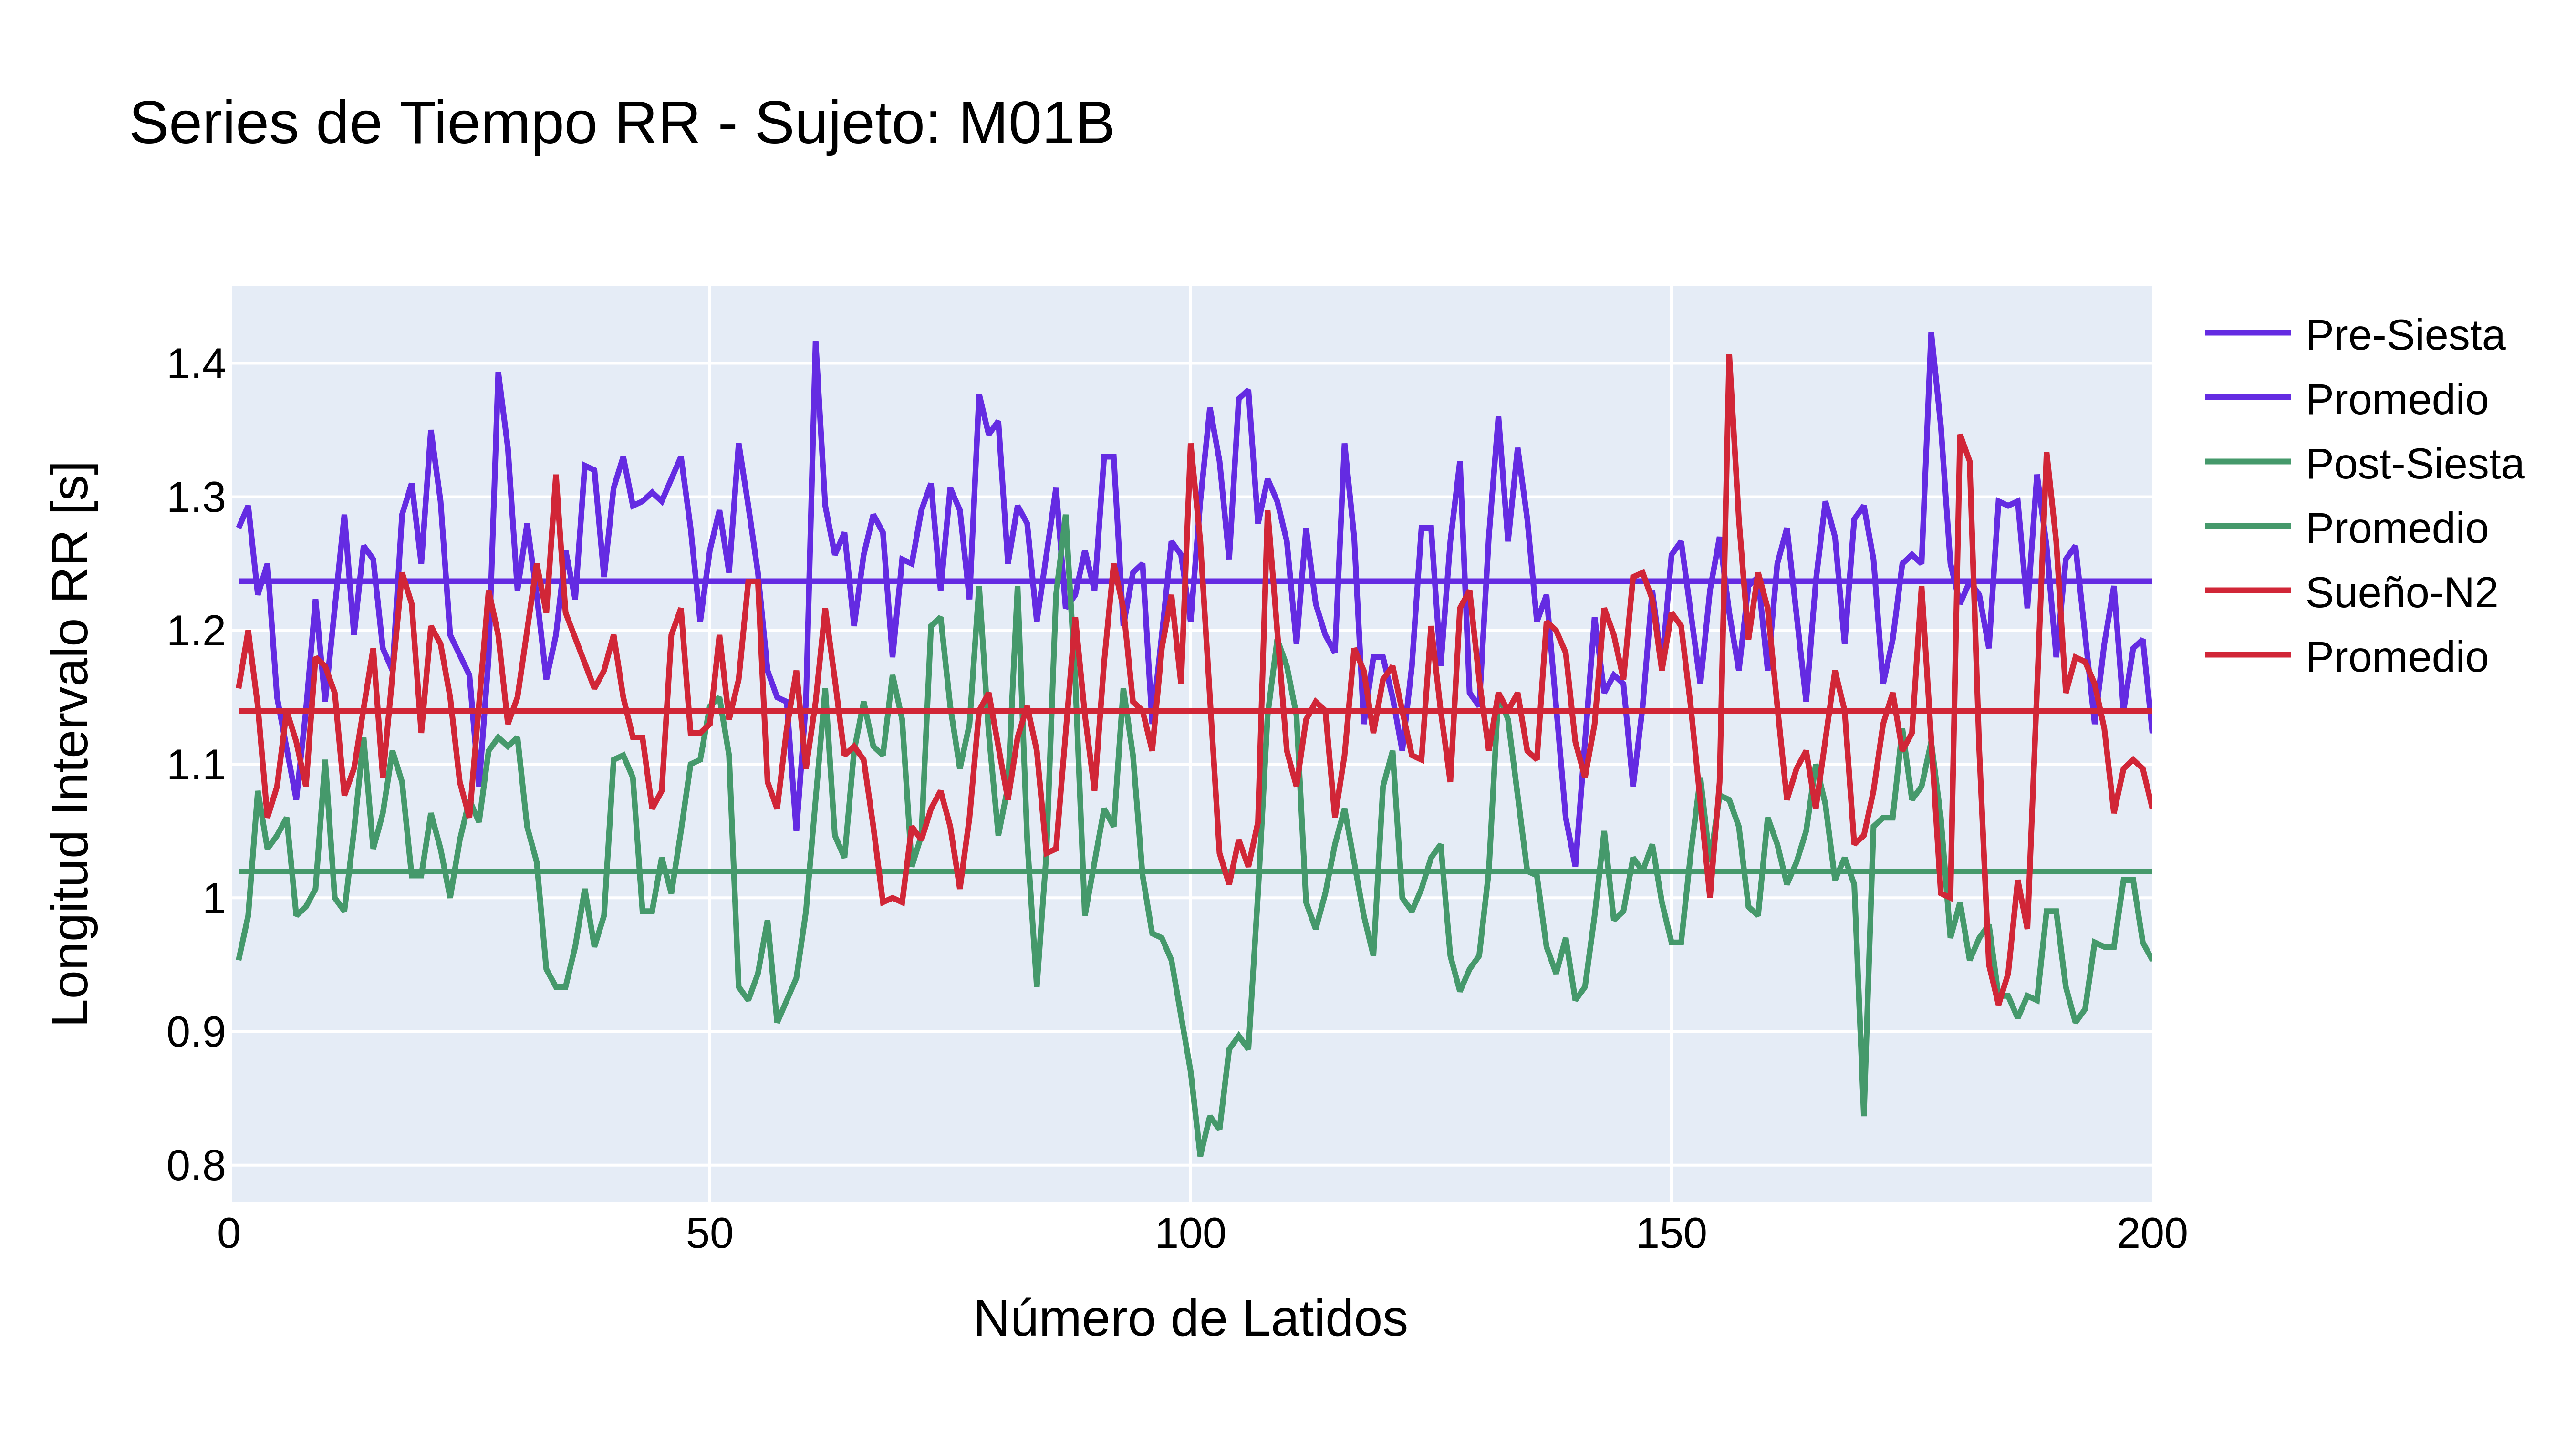 Series de Tiempo RR - Sujeto: M01B
Longitud Intervalo RR [s]
1.4
1.3
1.2
1.1
1
0.9
0.8
0
50
100
150
200
Número de Latidos
Pre-Siesta
Promedio
Post-Siesta
Promedio
Sueño-N2
Promedio